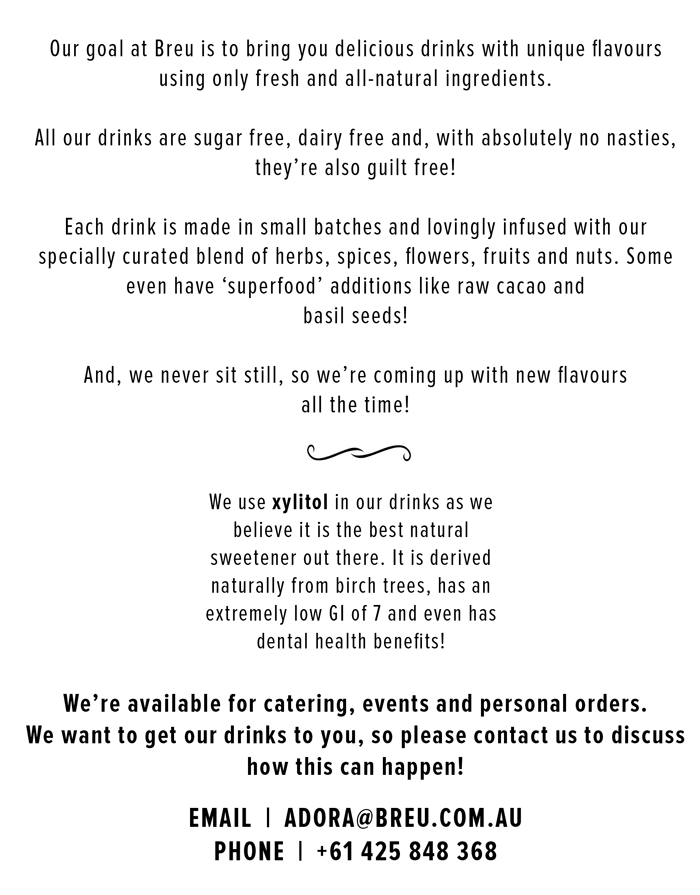 Our goal at Breu is to bring you delicious drinks with unique flavours
using only fresh and all-natural ingredients.
All our drinks are sugar free, dairy free and, with absolutely no nasties,
they’re also guilt free!
Each drink is made in small batches and lovingly infused with our
specially curated blend of herbs, spices, flowers, fruits and nuts. Some
even have ‘superfood’ additions like raw cacao and
basil seeds!
And, we never sit still, so we’re coming up with new flavours
all the time!
We use xylitol in our drinks as we
believe it is the best natural
sweetener out there. It is derived
naturally from birch trees, has an
extremely low GI of 7 and even has
dental health benefits!
We’re available for catering, events and personal orders.
We want to get our drinks to you, so please contact us to discuss
how this can happen!
EMAIL | ADORA@BREU.COM.AU
PHONE | +61 425 848 368